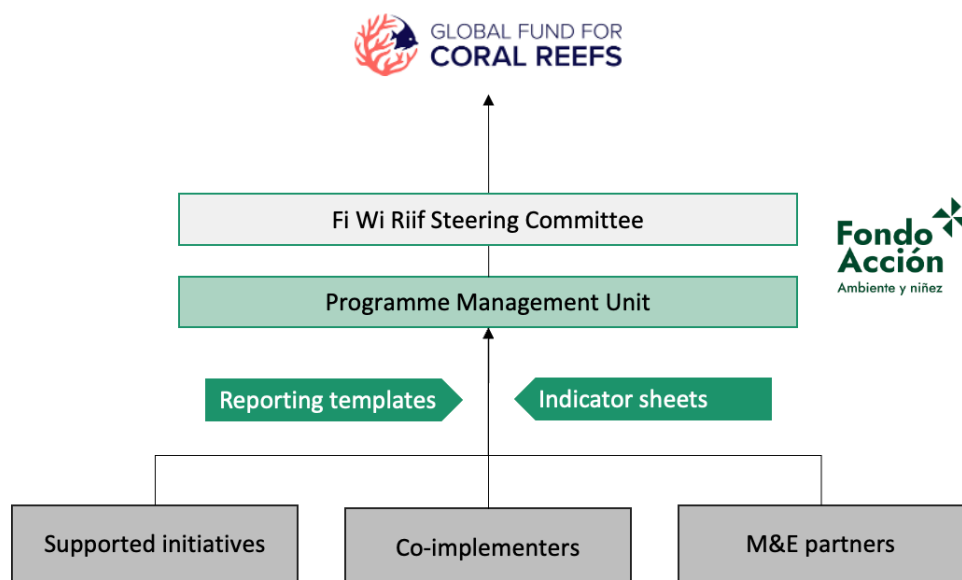 GLOBAL FUND FOR
CORAL REEFS
Fi Wi Riif Steering Committee
Fondo
Acción
Ambiente y niñez
Programme Management Unit
Reporting templates
Indicator sheets
Supported initiatives
Co-implementers
M&E partners